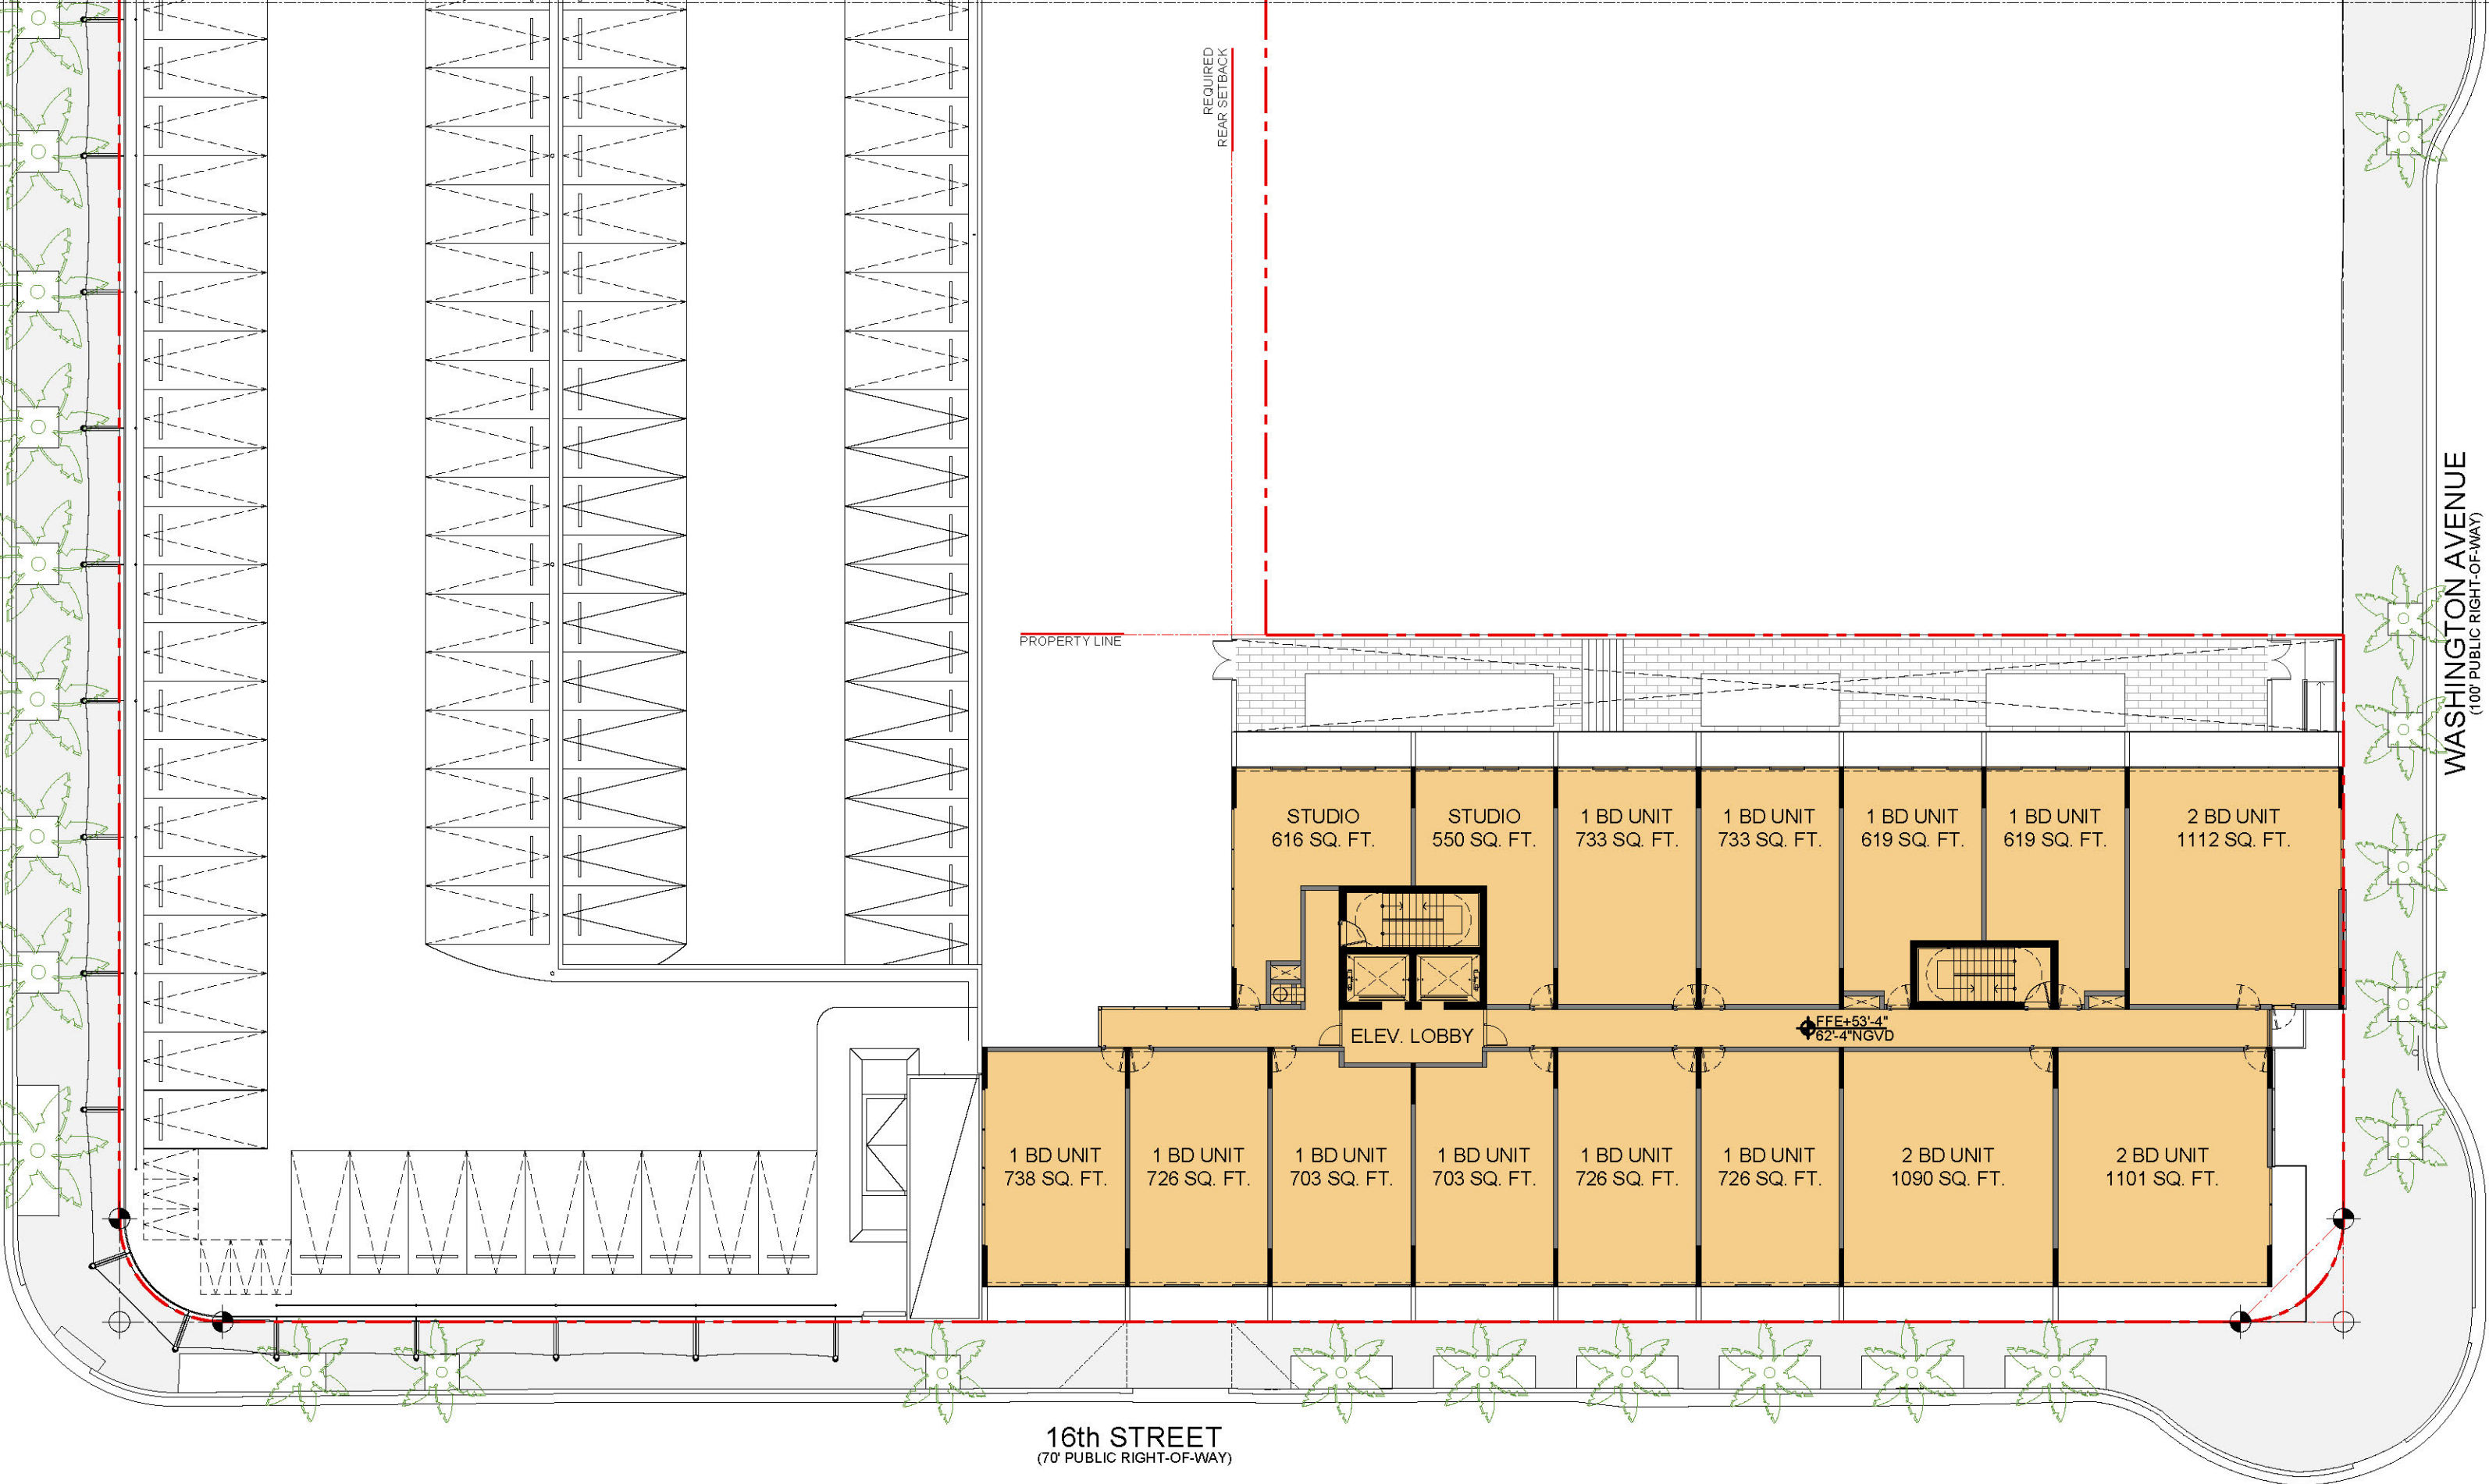 REQUIRED
REAR SETBACK
WASHINGTON AVENUE
(100' PUBLIC RIGHT-OF-WAY)
PROPERTY LINE
STUDIO
616 SQ. FT.
STUDIO
550 SQ. FT.
1 BD UNIT
733 SQ. FT.
1 BD UNIT
733 SQ. FT.
1 BD UNIT
619 SQ. FT.
1 BD UNIT
619 SQ. FT.
2 BD UNIT
1112 SQ. FT.
ELEV. LOBBY
FFE+53'-4"
62'-4"NGVD
1 BD UNIT
738 SQ. FT.
1 BD UNIT
726 SQ. FT.
1 BD UNIT
703 SQ. FT.
1 BD UNIT
703 SQ. FT.
1 BD UNIT
726 SQ. FT.
1 BD UNIT
726 SQ. FT.
2 BD UNIT
1090 SQ. FT.
2 BD UNIT
1101 SQ. FT.
16th STREET
(70' PUBLIC RIGHT-OF-WAY)